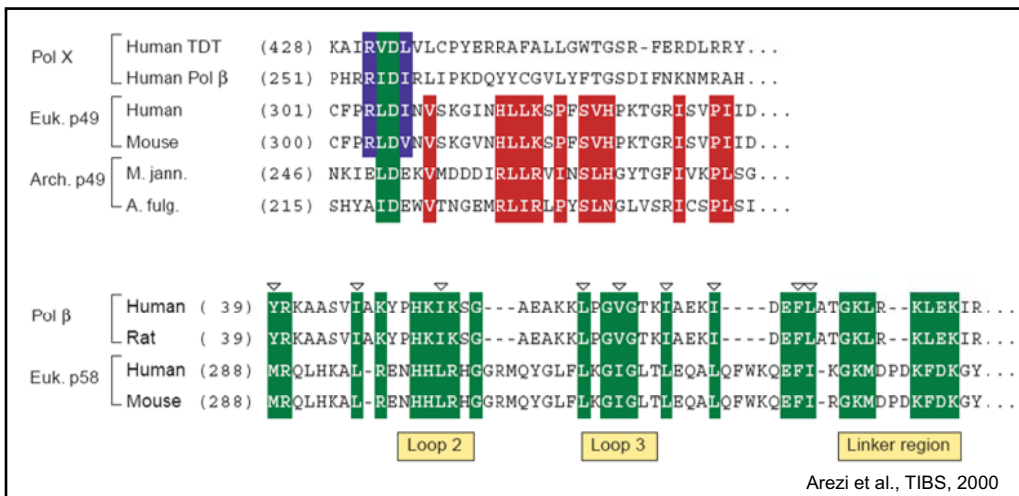 Pol X
Human TDT (428) KAIRVDLVLCPYERRAFALLGWTGSR-FERDLRRY...
Human Pol β (251) PHRRIDIRLIPKDQYYCGVLYFTGSDIFNKNMRAH...
Euk. p49
Human (301) CFPRLDINVSKGINHLLKSPFSVHPKTGRISVPIID...
Mouse (300) CFPRLDVNVSKGVNHLLKSPFSVHPKTGRISVPIID...
Arch. p49
M. jann. (246) NKIELDEKVMDDDIRLLRVINSLHGYTGFIVKPLSG...
A. fulg. (215) SHYAIDEWVTNGEMRLIRLPYSLNGLVSRICSPLSI...
Pol β
Human ( 39) YRKAASVIAKYPHKIKSG---AEAKKLPGVGTKIAEKI----DEFLATGKLR--KLEKIR...
Rat ( 39) YRKAASVIAKYPHKIKSG---AEAKKLPGVGTKIAEKI----DEFLATGKLR--KLEKIR...
Euk. p58
Human (288) MRQLHKAL-RENHHLRHGGRMQYGLFLKGIGLTLEQALQFWKQEFI-KGKMDPDKFDKGY...
Mouse (288) MRQLHKAL-RENHHLRHGGRMQYGLFLKGIGLTLEQALQFWKQEFI-RGKMDPDKFDKGY...
Loop 2 Loop 3 Linker region
Arezi et al., TIBS, 2000